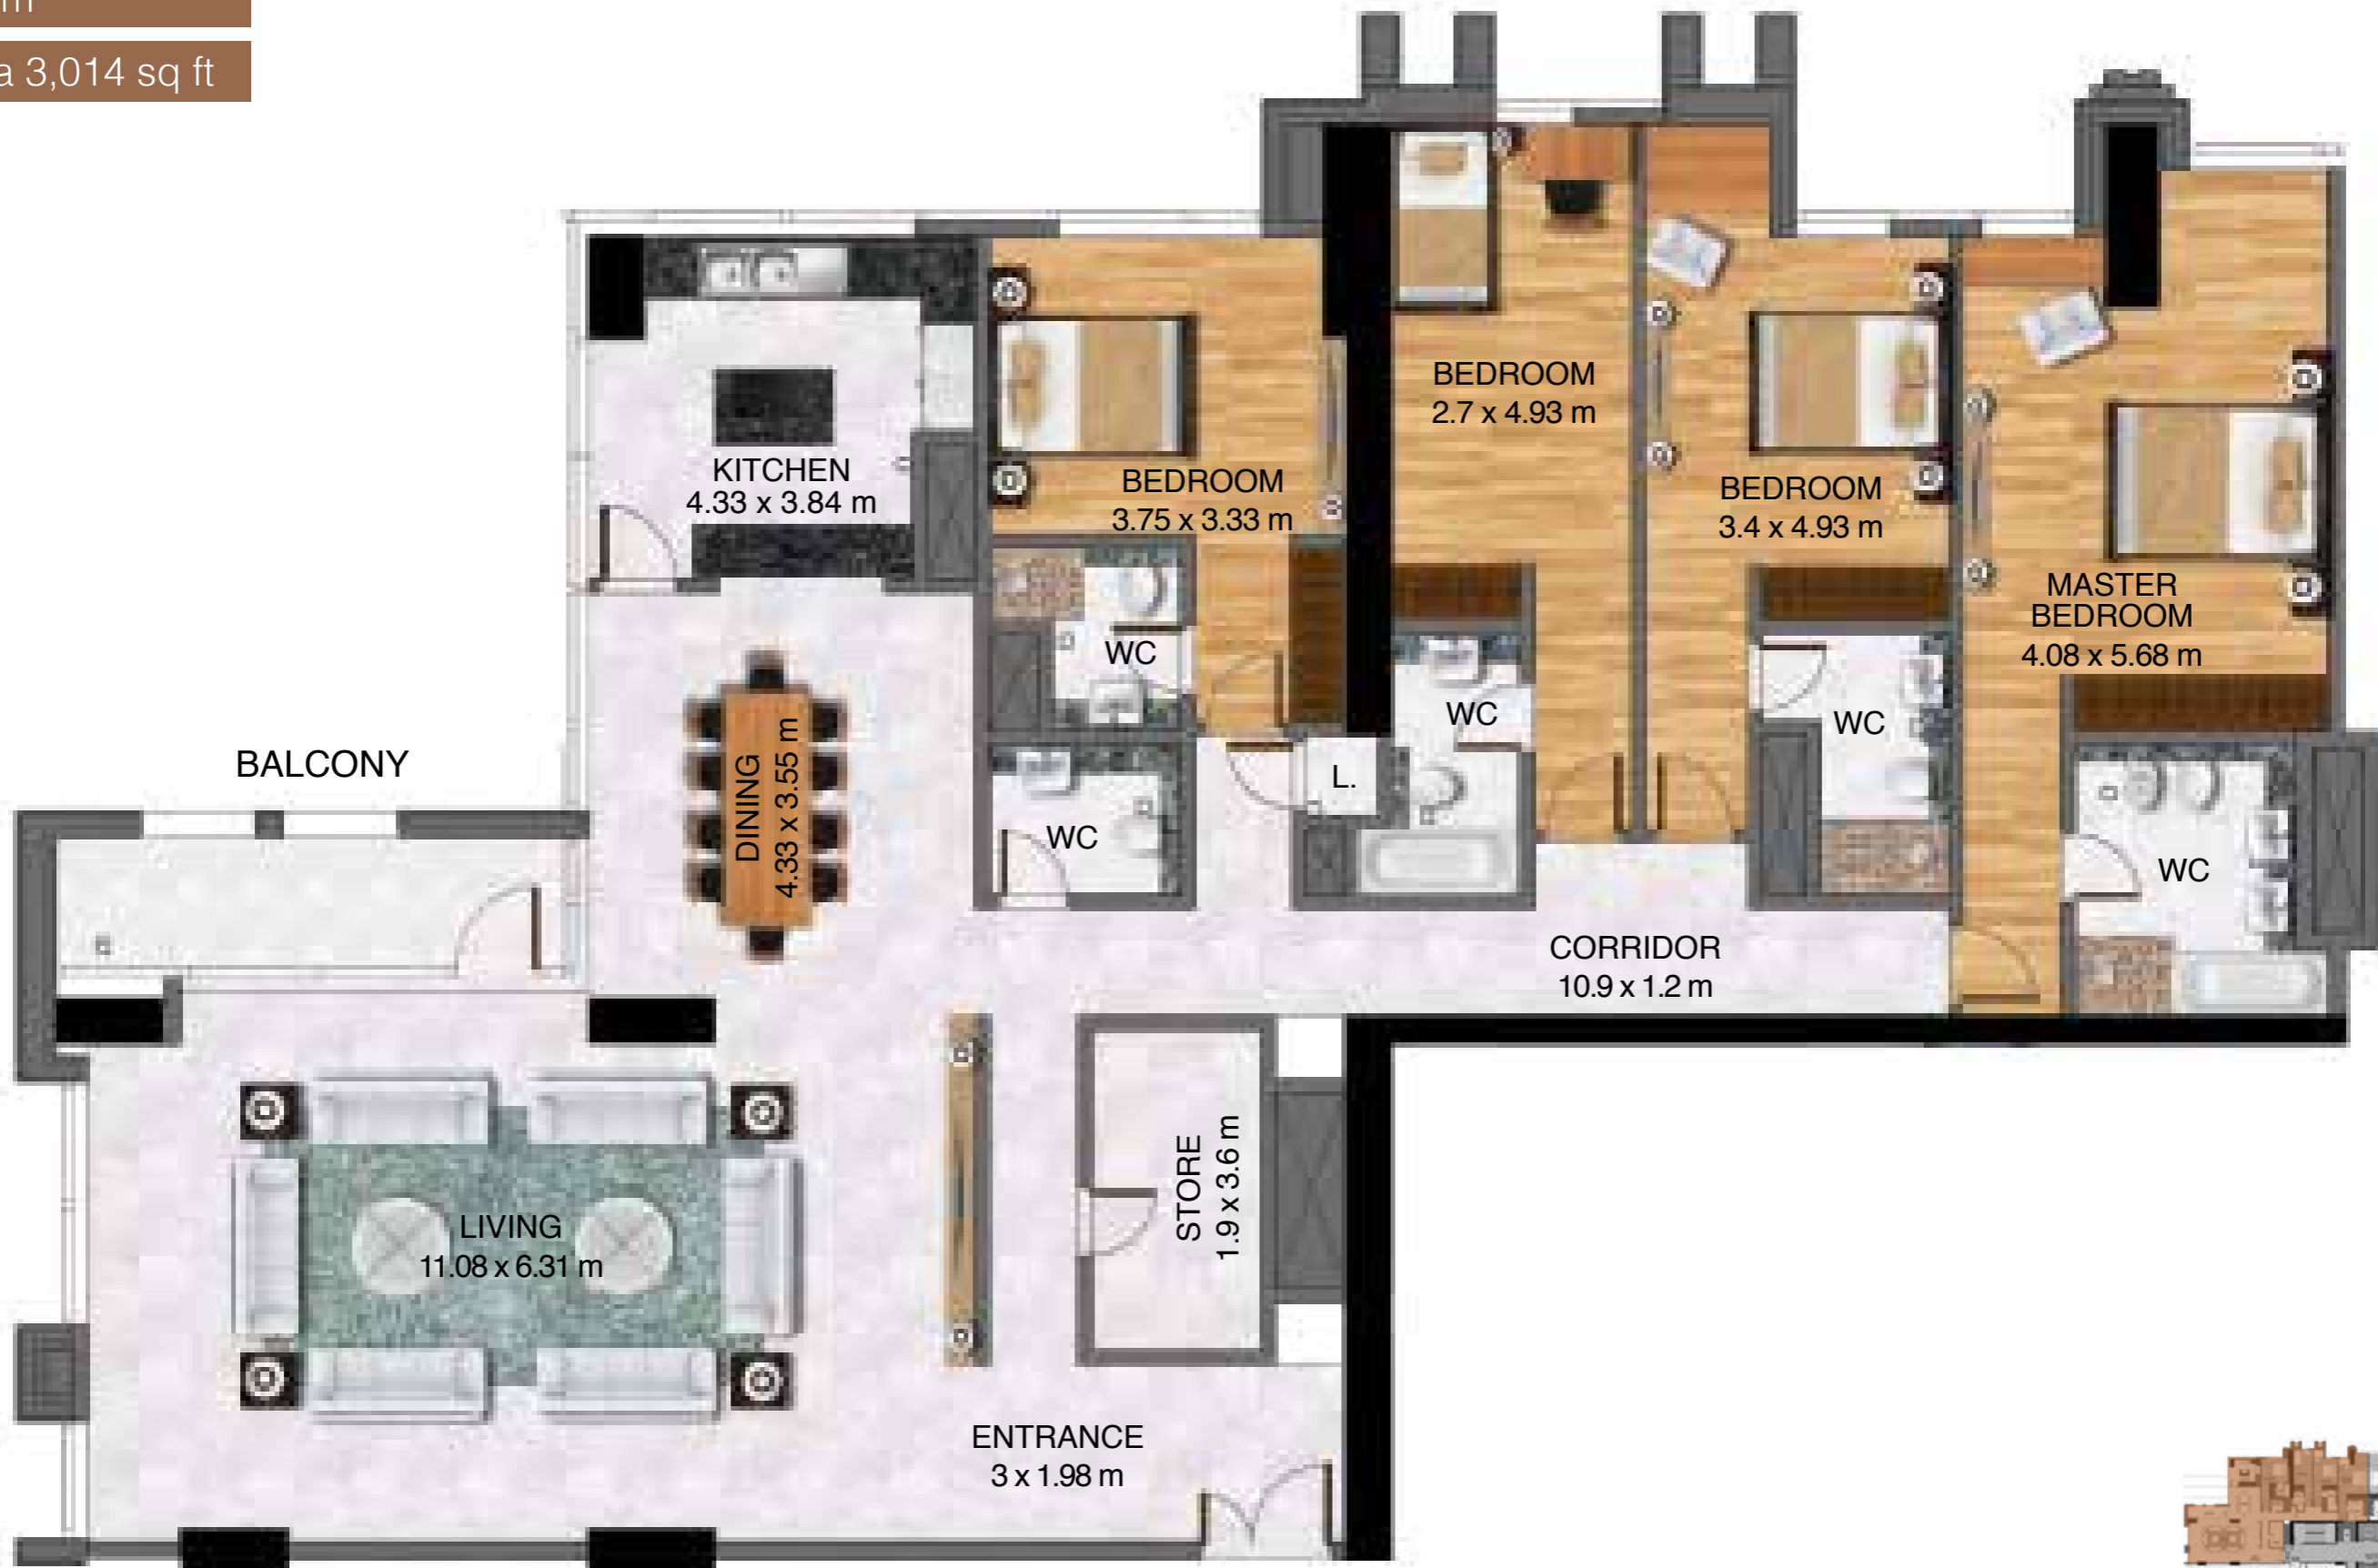 m
a 3,014 sq ft
BEDROOM
2.7 x 4.93 m
KITCHEN
4.33 x 3.84 m
BEDROOM
3.75 x 3.33 m
BEDROOM
3.4 x 4.93 m
MASTER
BEDROOM
4.08 x 5.68 m
WC
WC
WC
BALCONY
DINING
4.33 x 3.55 m
L.
WC
WC
CORRIDOR
10.9 x 1.2 m
STORE
1.9 x 3.6 m
LIVING
11.08 x 6.31 m
ENTRANCE
3 x 1.98 m